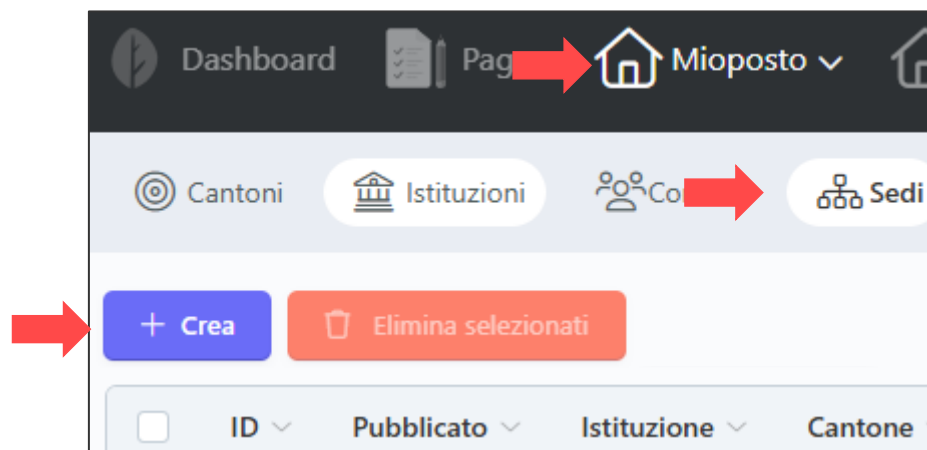 Dashboard Pag Mioposto
Cantoni Istituzioni Co Sedi
+ Crea Elimina selezionati
ID Pubblicato Istituzione Cantone